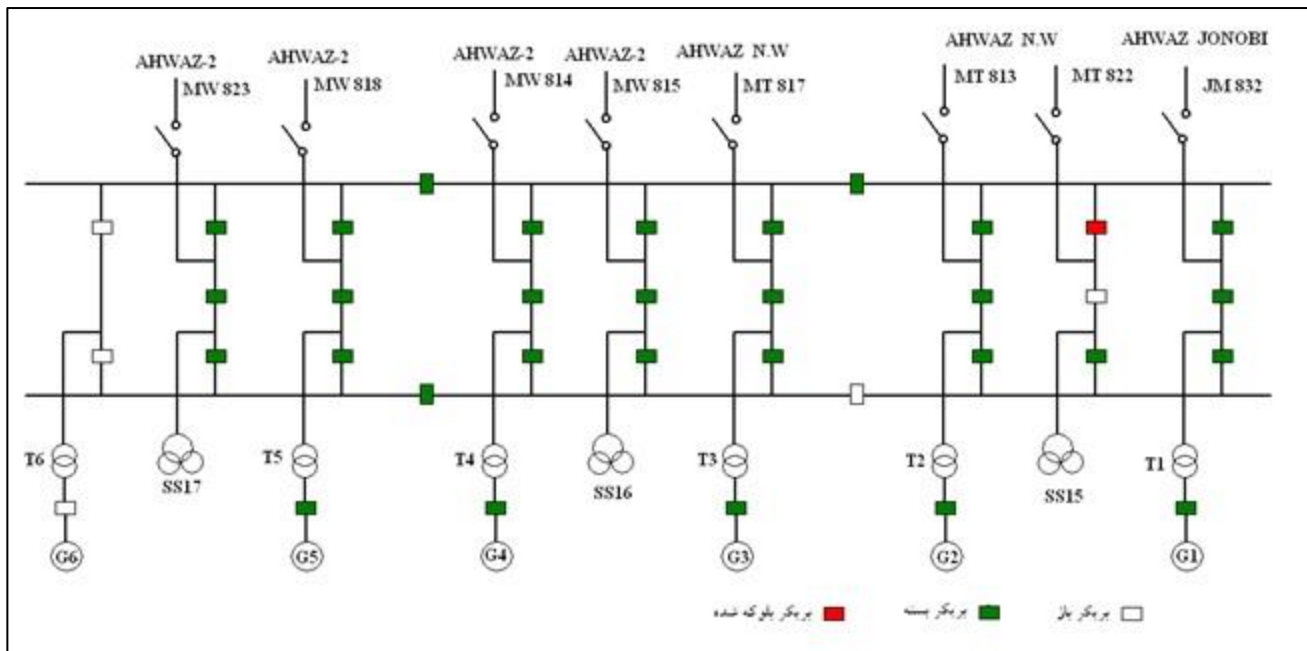 AHWAZ-2 AHWAZ-2 AHWAZ-2 AHWAZ-2 AHWAZ N.W AHWAZ N.W AHWAZ JONOBI
MW 823 MW 818 MW 814 MW 815 MT 817 MT 813 MT 822 JM 832
T6 T5 T4 T3 T2 T1
SS17 SS16 SS15
G6 G5 G4 G3 G2 G1
بریکر باز بریکر بسته بریکر بلوکه شده